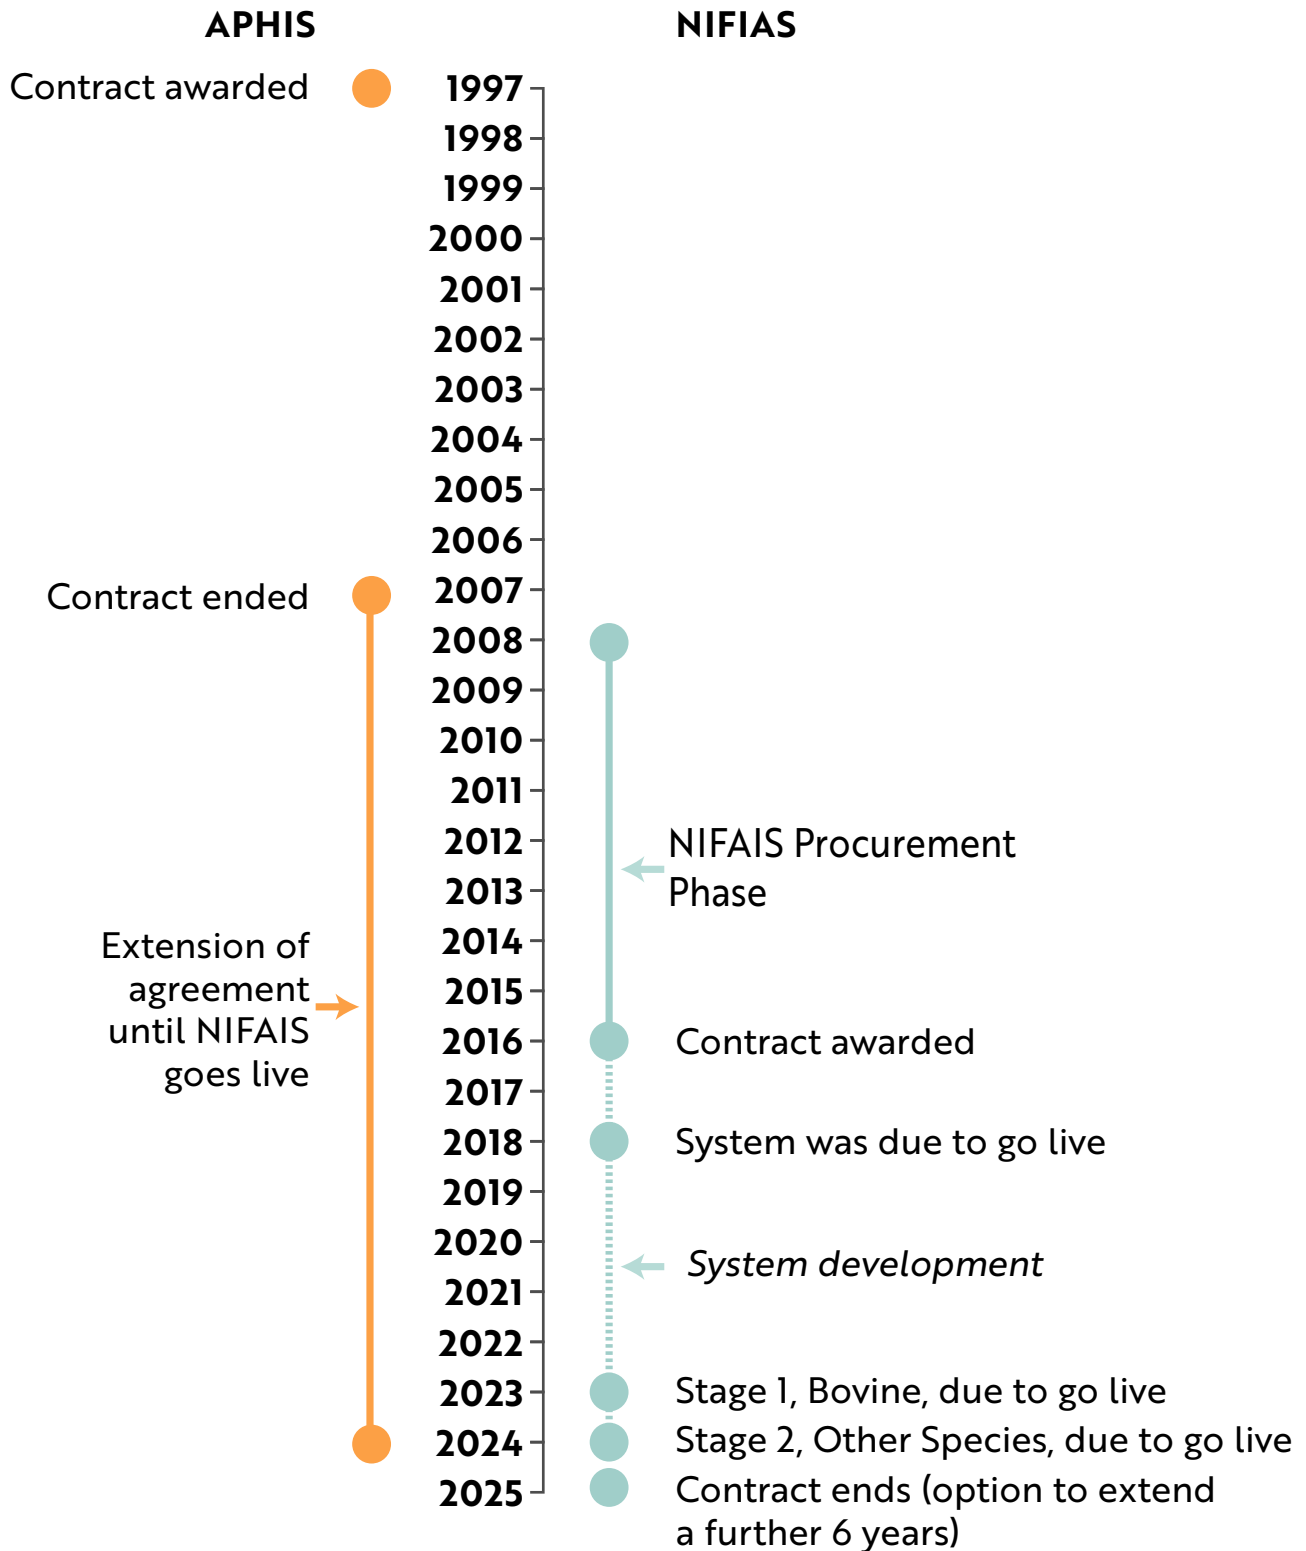 APHIS
NIFIAS
Contract awarded
1997
1998
1999
2000
2001
2002
2003
2004
2005
2006
Contract ended
2007
2008
2009
2010
2011
2012
NIFAIS Procurement
Phase
2013
2014
Extension of
agreement
until NIFAIS
goes live
2015
2016
Contract awarded
2017
2018
System was due to go live
2019
2020
System development
2021
2022
2023
Stage 1, Bovine, due to go live
2024
Stage 2, Other Species, due to go live
2025
Contract ends (option to extend
a further 6 years)